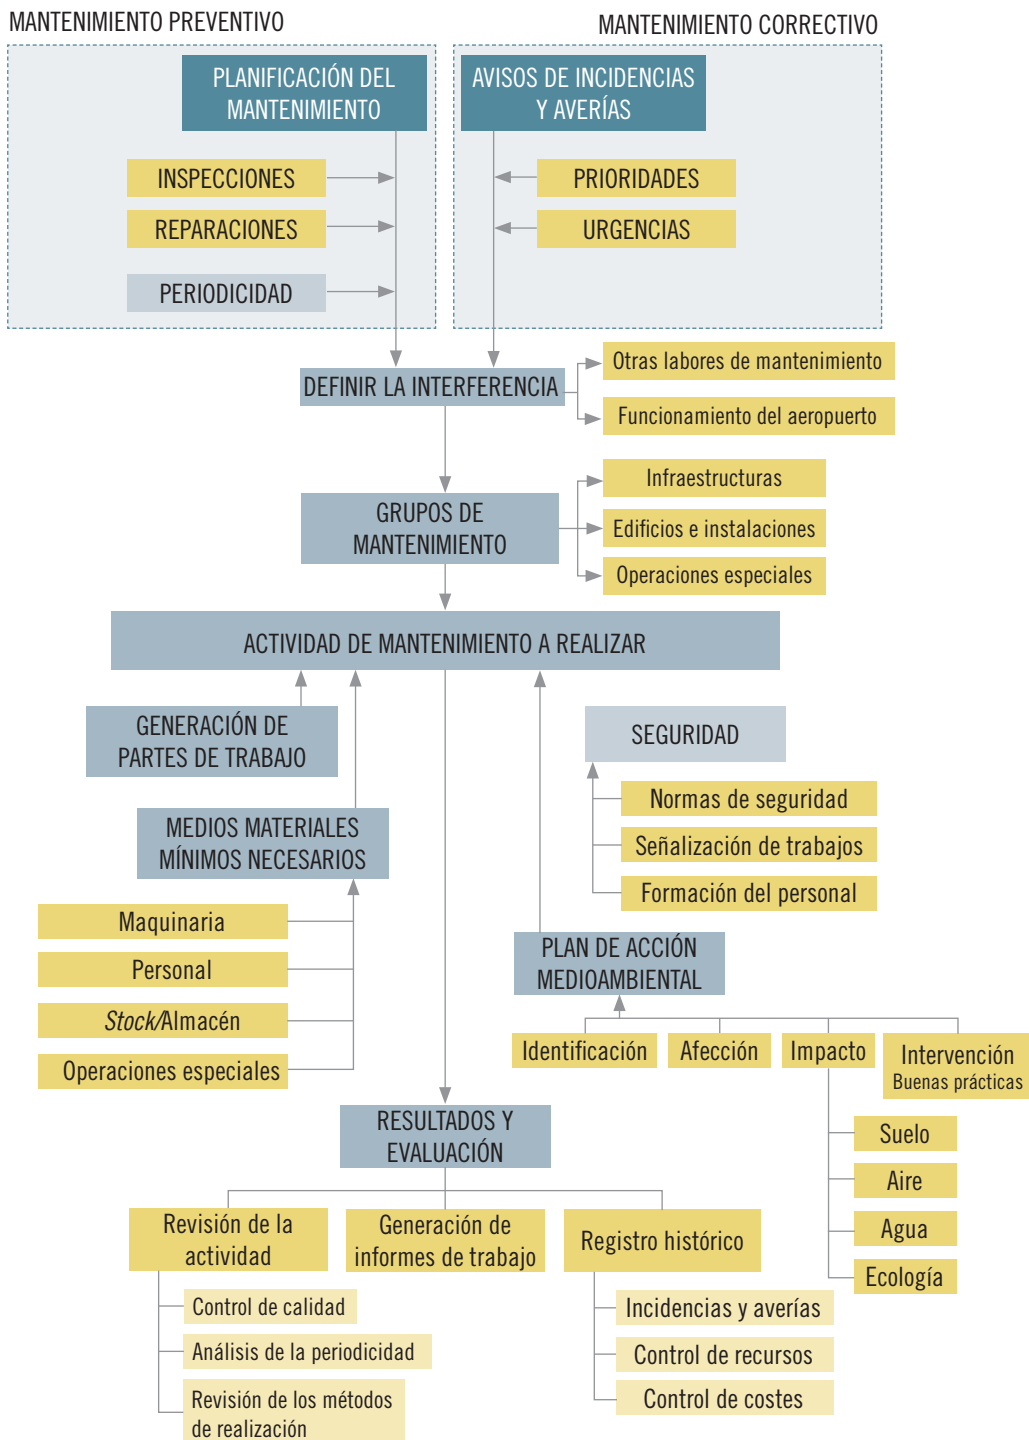 MANTENIMIENTO PREVENTIVO
MANTENIMIENTO CORRECTIVO
PLANIFICACIÓN DEL
MANTENIMIENTO
INSPECCIONES
REPARACIONES
PERIODICIDAD
AVISOS DE INCIDENCIAS
Y AVERÍAS
PRIORIDADES
URGENCIAS
DEFINIR LA INTERFERENCIA
Otras labores de mantenimiento
Funcionamiento del aeropuerto
GRUPOS DE
MANTENIMIENTO
Infraestructuras
Edificios e instalaciones
Operaciones especiales
ACTIVIDAD DE MANTENIMIENTO A REALIZAR
GENERACIÓN DE
PARTES DE TRABAJO
MEDIOS MATERIALES
MÍNIMOS NECESARIOS
Maquinaria
Personal
Stock/Almacén
Operaciones especiales
SEGURIDAD
Normas de seguridad
Señalización de trabajos
Formación del personal
PLAN DE ACCIÓN
MEDIOAMBIENTAL
Identificación
Afección
Impacto
Intervención
Buenas prácticas
Suelo
Aire
Agua
Ecología
RESULTADOS Y
EVALUACIÓN
Revisión de la
actividad
Control de calidad
Análisis de la periodicidad
Revisión de los métodos
de realización
Generación de
informes de trabajo
Registro histórico
Incidencias y averías
Control de recursos
Control de costes